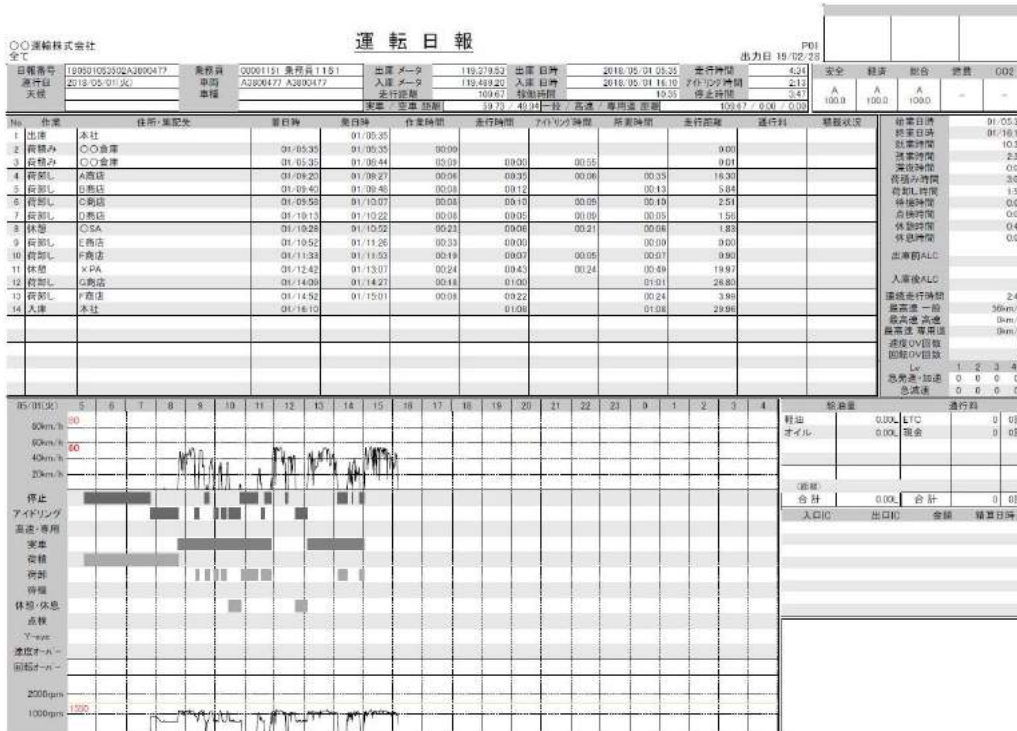 運転日報
〇〇運輸株式会社
全て
P01
出力日 19/02/28
日報番号 180501053502A3800477 乗務員 00001151 乗務員1151 出庫 メータ 119,379.53 出庫 日時 2018/05/01 05:35 走行時間 4:34
運行日 2018/05/01(火) 車両 A3800477 A3800477 入庫 メータ 119,489.20 入庫 日時 2018/05/01 16:10 アイドリング時間 2:13
天候 車種 走行距離 109.67 稼働時間 10:35 停止時間 3:47
実車 / 空車 距離 59.73 / 49.94 一般 / 高速 / 専用道 距離 109.67 / 0.00 / 0.00
安全 経済 総合 燃費 CO2
A A A - -
100.0 100.0 100.0
No 作業 住所・集配先 着日時 発日時 作業時間 走行時間 アイドリング時間 所要時間 走行距離 通行料 積載状況
1 出庫 本社 01/05:35
2 荷積み 〇〇倉庫 01/05:35 01/05:35 00:00 0.00
3 荷積み 〇〇倉庫 01/05:35 01/08:44 03:09 00:00 00:55 0.01
4 荷卸し A商店 01/09:20 01/09:27 00:06 00:35 00:06 00:35 16.30
5 荷卸し B商店 01/09:40 01/09:48 00:08 00:12 00:13 5.84
6 荷卸し C商店 01/09:58 01/10:07 00:08 00:10 00:09 00:10 2.51
7 荷卸し D商店 01/10:13 01/10:22 00:08 00:05 00:09 00:05 1.56
8 休憩 〇SA 01/10:28 01/10:52 00:23 00:06 00:21 00:06 1.83
9 荷卸し E商店 01/10:52 01/11:26 00:33 00:00 00:00 0.00
10 荷卸し F商店 01/11:33 01/11:53 00:19 00:07 00:05 00:07 0.90
11 休憩 ×PA 01/12:42 01/13:07 00:24 00:43 00:24 00:49 19.97
12 荷卸し G商店 01/14:09 01/14:27 00:18 01:00 01:01 26.80
13 荷卸し F商店 01/14:52 01/15:01 00:08 00:22 00:24 3.99
14 入庫 本社 01/16:10 01:08 01:08 29.96
始業日時
終業日時
就業時間
残業時間
深夜時間
荷積み時間
荷卸し時間
待機時間
点検時間
休憩時間
休息時間
出庫前ALC
入庫後ALC
連続走行時間
最高速 一般 56km/
最高速 高速 0km/
最高速 専用道 0km/
速度OV回数
回転OV回数
Lv 1 2 3 4
急発進・加速 0 0 0 0
急減速 0 0 0 0
05/01(火) 5 6 7 8 9 10 11 12 13 14 15 16 17 18 19 20 21 22 23 0 1 2 3 4
80km/h 80
60km/h 60
40km/h
20km/h
停止
アイドリング
高速・専用
実車
荷積
荷卸
待機
休憩・休息
点検
Y-eye
速度オーバー
回転オーバー
2000rpm
1000rpm 1300
給油量 通行料
軽油 0.00L ETC 0
オイル 0.00L 現金 0
(距離)
合計 0.00L 合計 0
入口IC 出口IC 金額 精算日時